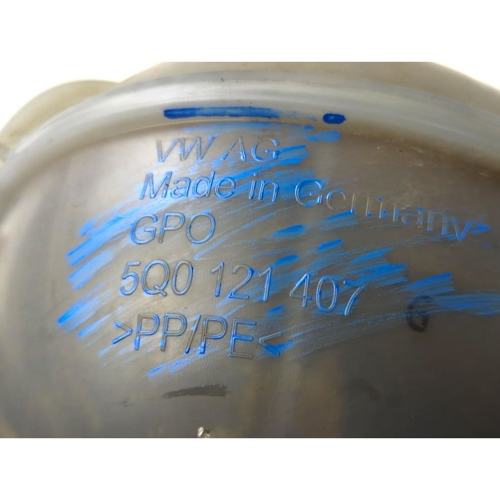 VW AG
Made in Germany
GPO
5Q0 121 407
>PP/PE<